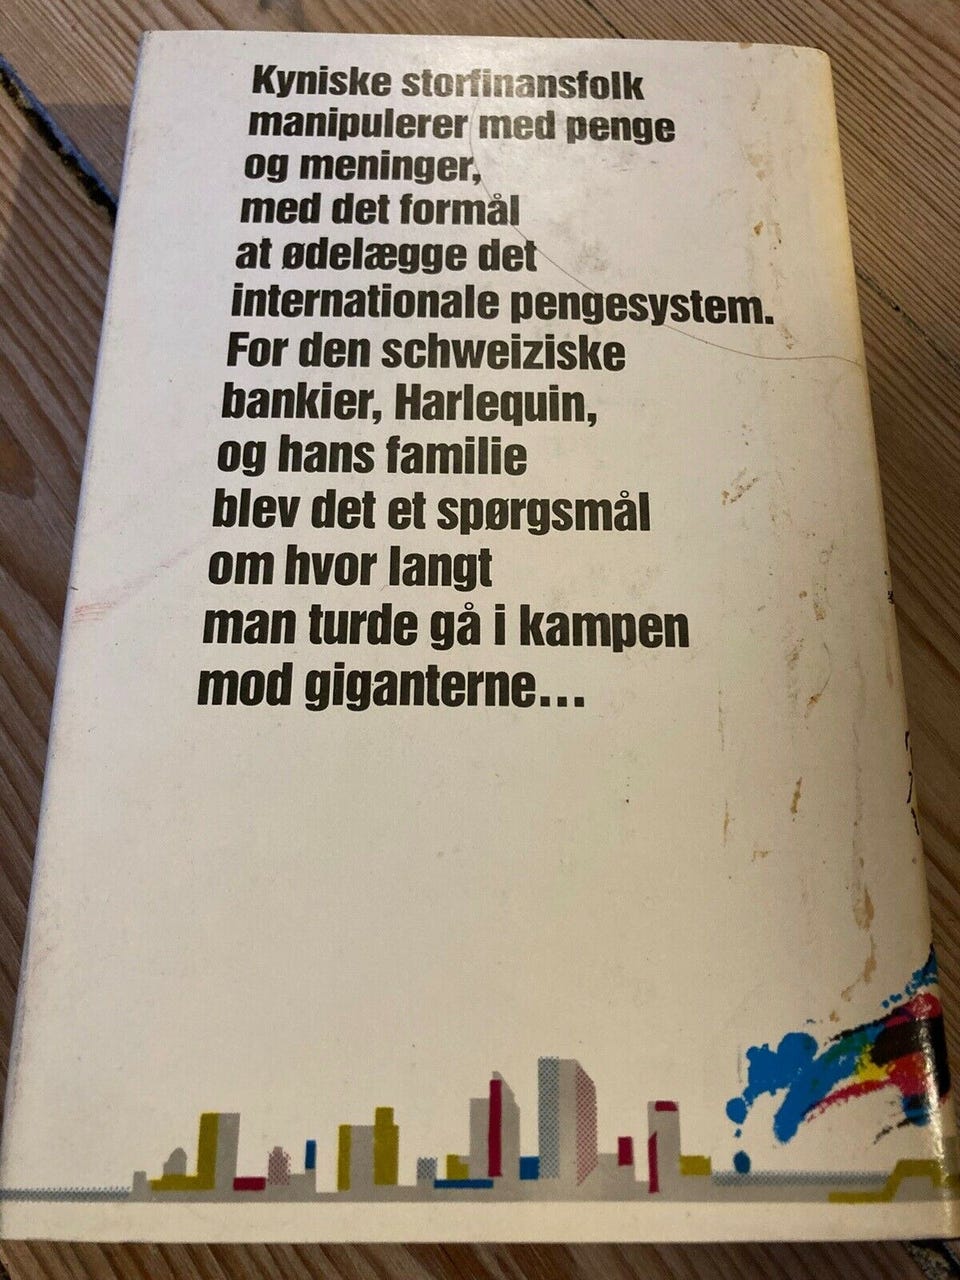 Kyniske storfinansfolk
manipulerer med penge
og meninger,
med det formål
at ødelægge det
internationale pengesystem.
For den schweiziske
bankier, Harlequin,
og hans familie
blev det et spørgsmål
om hvor langt
man turde gå i kampen
mod giganterne...